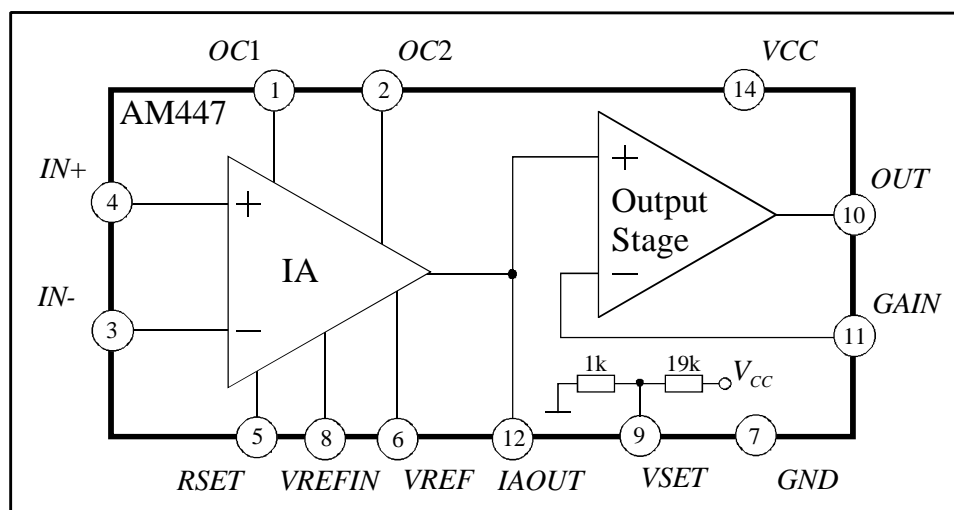 OC1
OC2
VCC
1
2
14
AM447
IN+
4
+
+
Output
Stage
OUT
10
IA
IN-
3
−
−
GAIN
11
1k
19k
VCC
5
8
6
12
9
7
RSET
VREFIN
VREF
IAOUT
VSET
GND